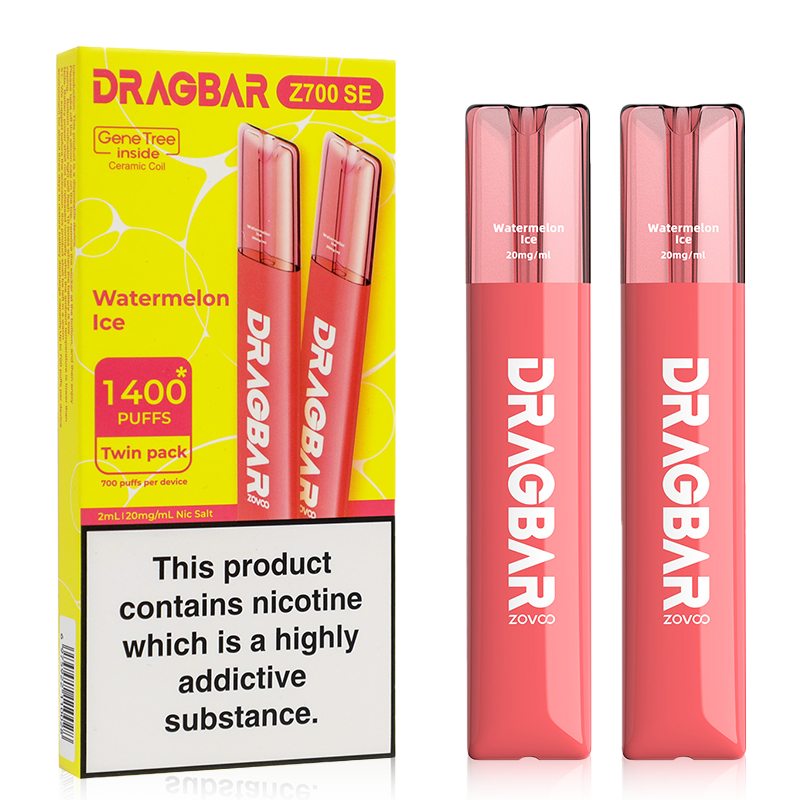 DRAGBAR Z700 SE
Gene Tree
inside
Ceramic Coil
Watermelon
Ice
1400*
PUFFS
Twin pack
700 puffs per device
2mL|20mg/mL Nic Salt
DRAGBAR
ZOVOO
DRAGBAR
ZOVOO
This product
contains nicotine
which is a highly
addictive
substance.
Watermelon
Ice
20mg/ml
DRAGBAR
ZOVOO
Watermelon
Ice
20mg/ml
DRAGBAR
ZOVOO